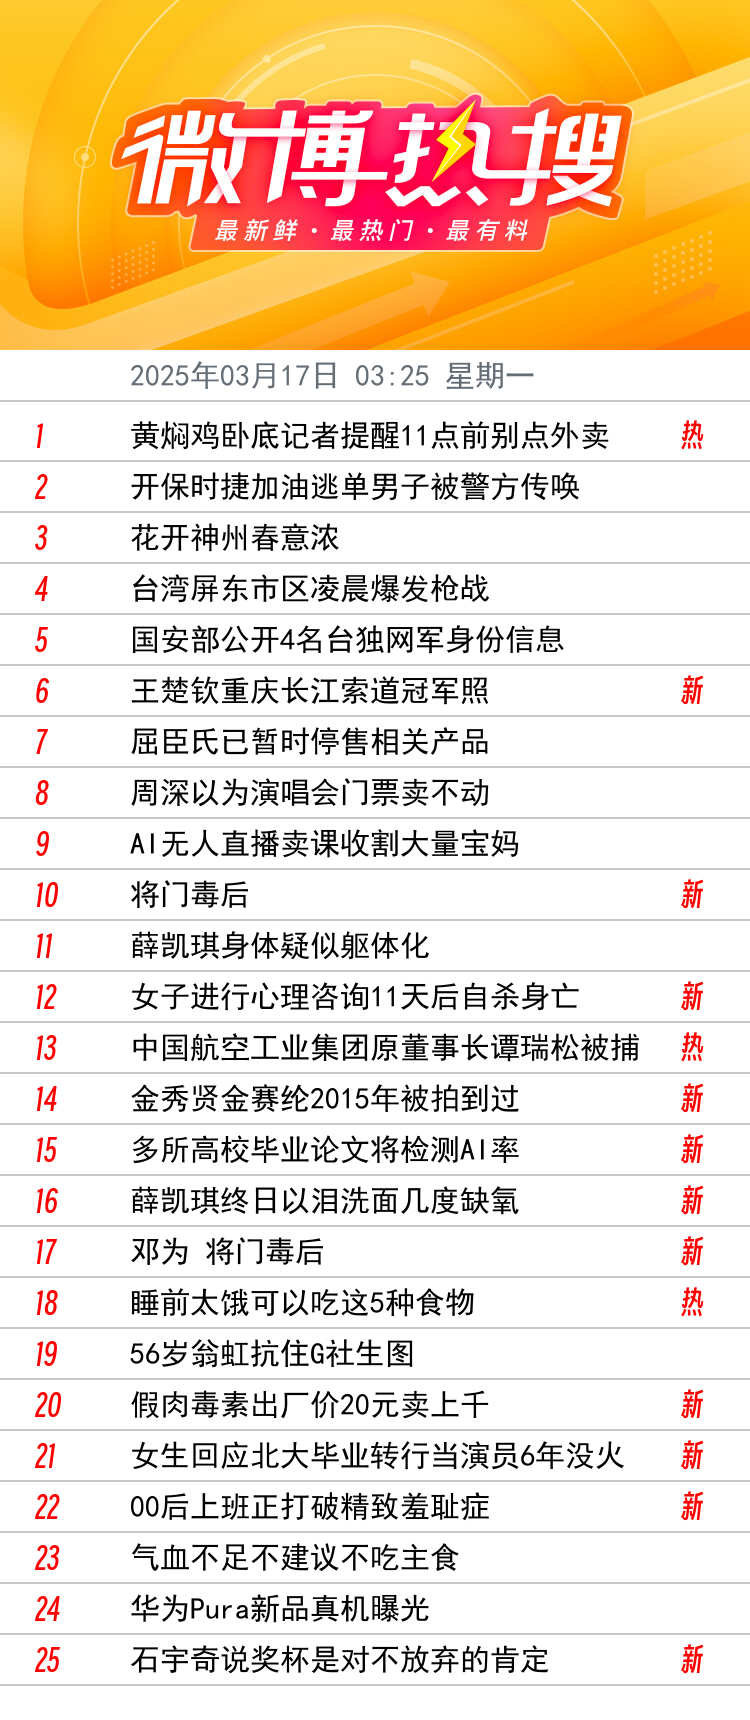 微博热搜
最新鲜·最热门·最有料
2025年03月17日 03:25 星期一
1 黄焖鸡卧底记者提醒11点前别点外卖 热
2 开保时捷加油逃单男子被警方传唤
3 花开神州春意浓
4 台湾屏东市区凌晨爆发枪战
5 国安部公开4名台独网军身份信息
6 王楚钦重庆长江索道冠军照 新
7 屈臣氏已暂时停售相关产品
8 周深以为演唱会门票卖不动
9 AI无人直播卖课收割大量宝妈
10 将门毒后 新
11 薛凯琪身体疑似躯体化
12 女子进行心理咨询11天后自杀身亡 新
13 中国航空工业集团原董事长谭瑞松被捕 热
14 金秀贤金赛纶2015年被拍到过 新
15 多所高校毕业论文将检测AI率 新
16 薛凯琪终日以泪洗面几度缺氧 新
17 邓为 将门毒后 新
18 睡前太饿可以吃这5种食物 热
19 56岁翁虹抗住G社生图
20 假肉毒素出厂价20元卖上千 新
21 女生回应北大毕业转行当演员6年没火 新
22 00后上班正打破精致羞耻症 新
23 气血不足不建议不吃主食
24 华为Pura新品真机曝光
25 石宇奇说奖杯是对不放弃的肯定 新